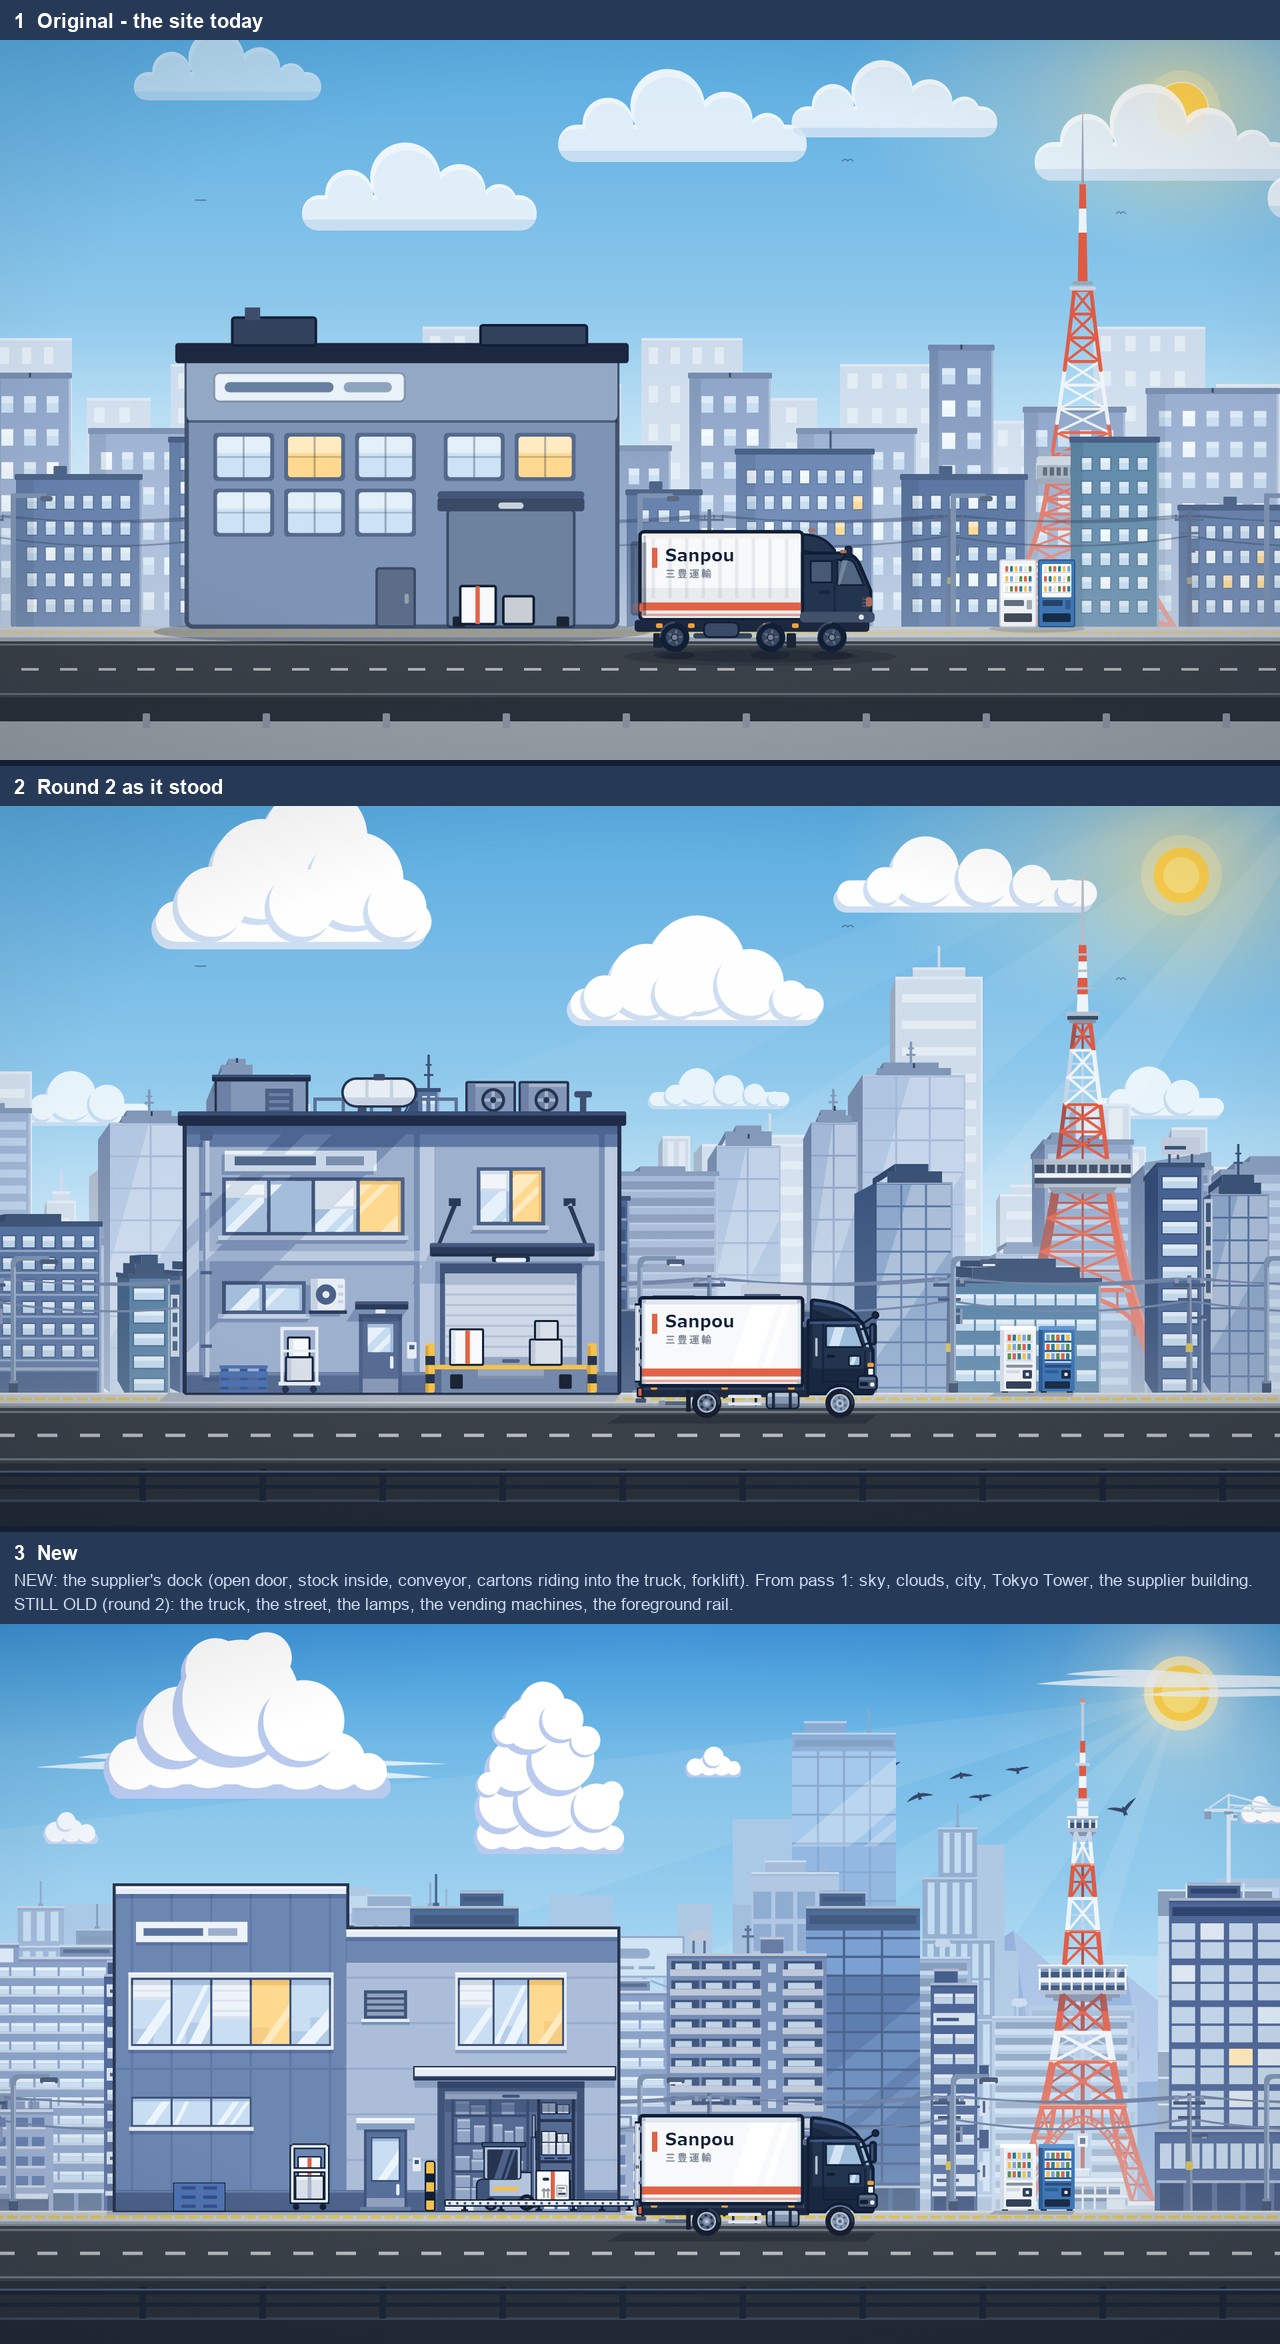 1 Original - the site today
Sanpou
三豊運輸
2 Round 2 as it stood
Sanpou
三豊運輸
3 New
NEW: the supplier's dock (open door, stock inside, conveyor, cartons riding into the truck, forklift). From pass 1: sky, clouds, city, Tokyo Tower, the supplier building.
STILL OLD (round 2): the truck, the street, the lamps, the vending machines, the foreground rail.
Sanpou
三豊運輸